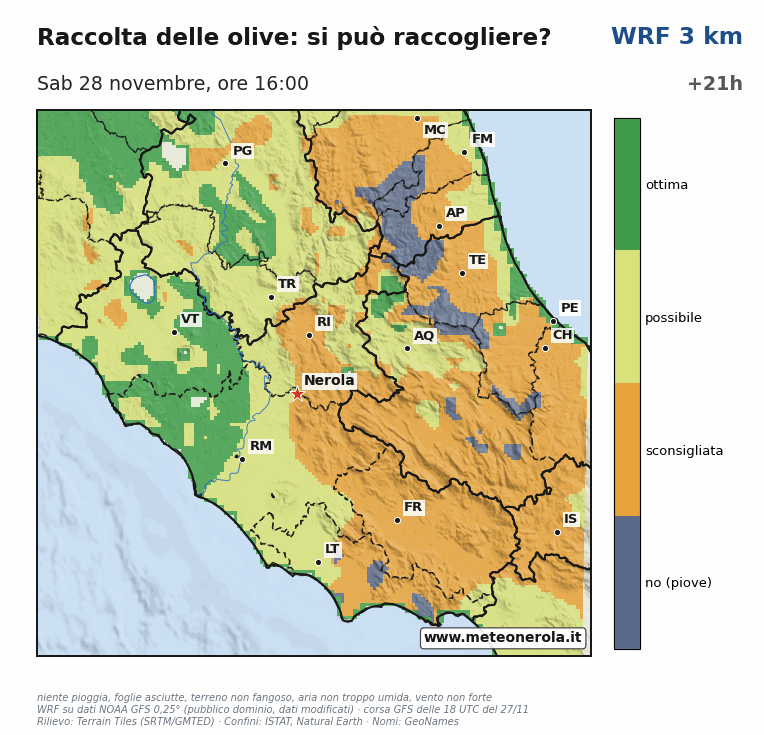 Raccolta delle olive: si può raccogliere?
WRF 3 km
Sab 28 novembre, ore 16:00
+21h
MC
FM
PG
AP
TE
TR
PE
VT
RI
CH
AQ
Nerola
RM
FR
IS
LT
www.meteonerola.it
ottima
possibile
sconsigliata
no (piove)
niente pioggia, foglie asciutte, terreno non fangoso, aria non troppo umida, vento non forte
WRF su dati NOAA GFS 0,25° (pubblico dominio, dati modificati) · corsa GFS delle 18 UTC del 27/11
Rilievo: Terrain Tiles (SRTM/GMTED) · Confini: ISTAT, Natural Earth · Nomi: GeoNames